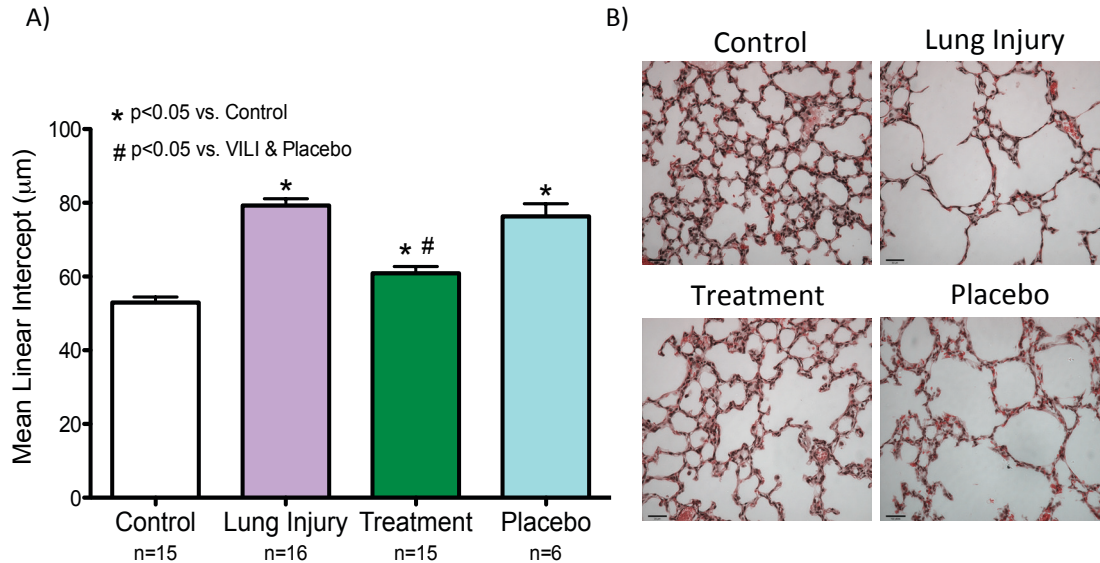 A)
* p<0.05 vs. Control
# p<0.05 vs. VILI & Placebo
Mean Linear Intercept (μm)
100
80
60
40
20
0
*
* #
*
Control
Lung Injury
Treatment
Placebo
n=15
n=16
n=15
n=6
B)
Control
Lung Injury
Treatment
Placebo